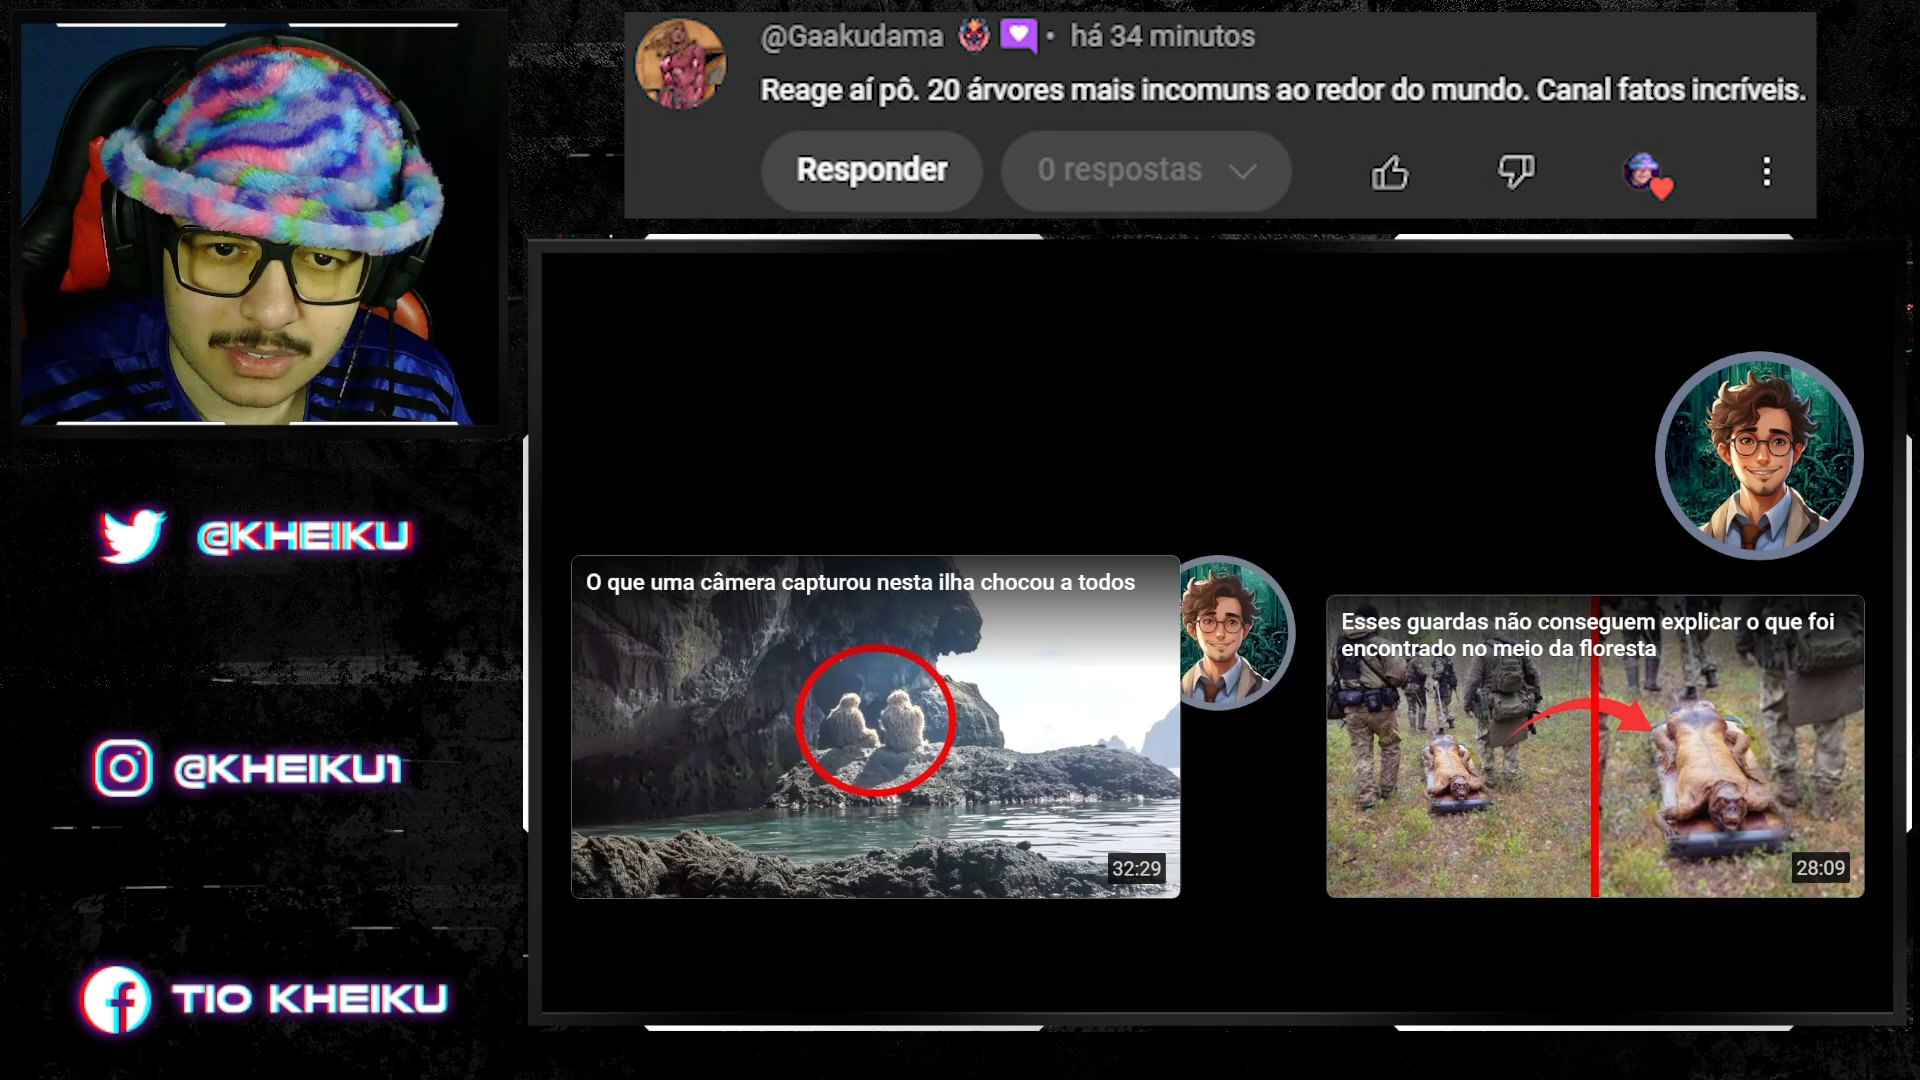 @Gaakudama • há 34 minutos
Reage aí pô. 20 árvores mais incomuns ao redor do mundo. Canal fatos incríveis.
Responder
0 respostas
@KHEIKU
@KHEIKU1
TIO KHEIKU
O que uma câmera capturou nesta ilha chocou a todos
32:29
Esses guardas não conseguem explicar o que foi
encontrado no meio da floresta
28:09